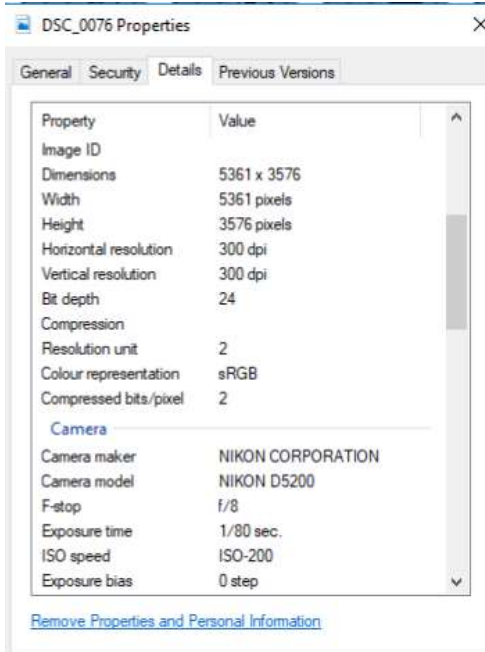 DSC_0076 Properties
General Security Details Previous Versions
Property Value
Image ID
Dimensions 5361 x 3576
Width 5361 pixels
Height 3576 pixels
Horizontal resolution 300 dpi
Vertical resolution 300 dpi
Bit depth 24
Compression
Resolution unit 2
Colour representation sRGB
Compressed bits/pixel 2
Camera
Camera maker NIKON CORPORATION
Camera model NIKON D5200
F-stop f/8
Exposure time 1/80 sec.
ISO speed ISO-200
Exposure bias 0 step
Remove Properties and Personal Information